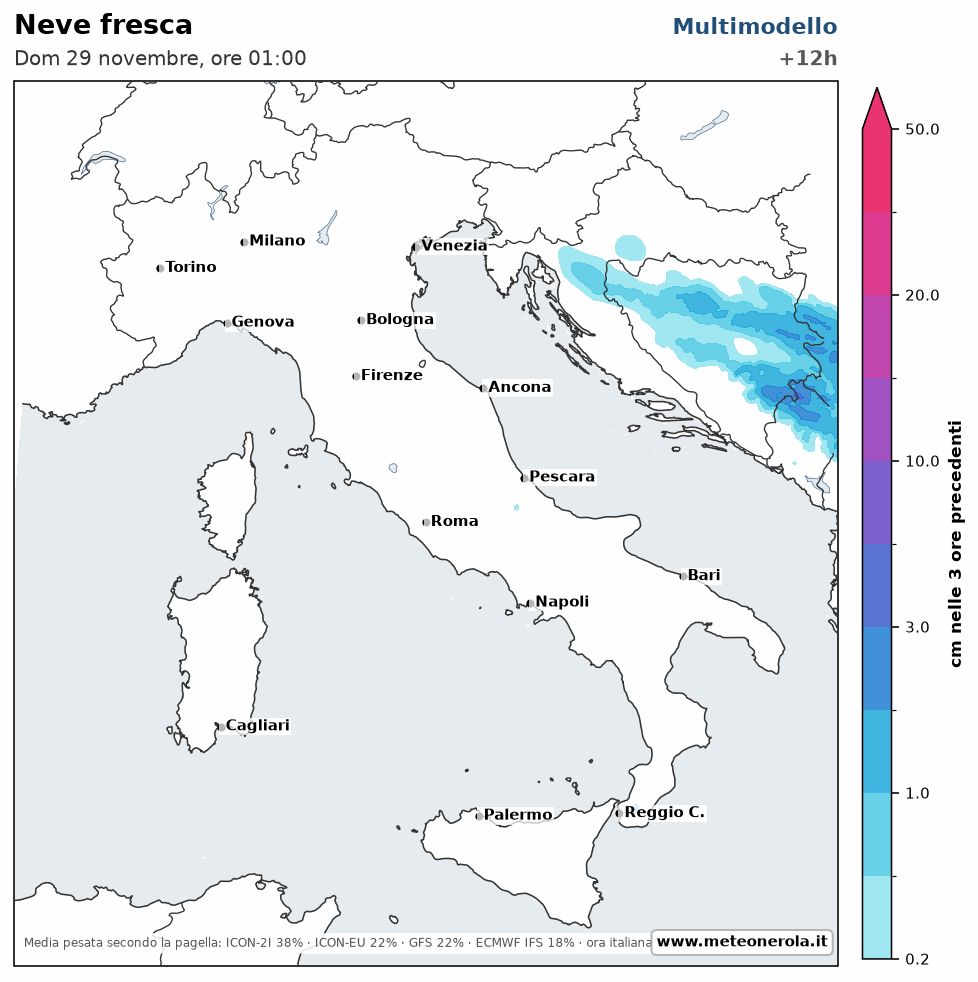 Neve fresca
Multimodello
Dom 29 novembre, ore 01:00
+12h
50.0
20.0
10.0
3.0
1.0
0.2
cm nelle 3 ore precedenti
Milano
Venezia
Torino
Genova
Bologna
Firenze
Ancona
Pescara
Roma
Bari
Napoli
Cagliari
Palermo
Reggio C.
Media pesata secondo la pagella: ICON-2I 38% · ICON-EU 22% · GFS 22% · ECMWF IFS 18% · ora italiana
www.meteonerola.it